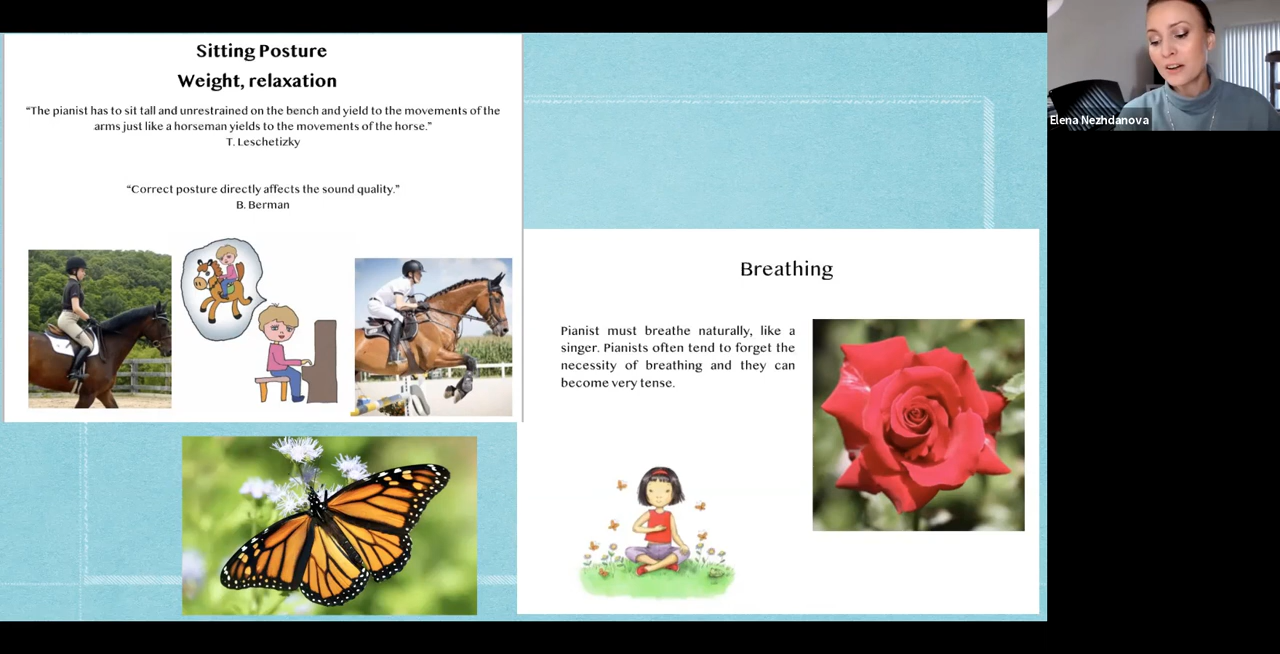 Sitting Posture
Weight, relaxation
“The pianist has to sit tall and unrestrained on the bench and yield to the movements of the
arms just like a horseman yields to the movements of the horse.”
T. Leschetizky
“Correct posture directly affects the sound quality.”
B. Berman
Breathing
Pianist must breathe naturally, like a
singer. Pianists often tend to forget the
necessity of breathing and they can
become very tense.
Elena Nezhdanova